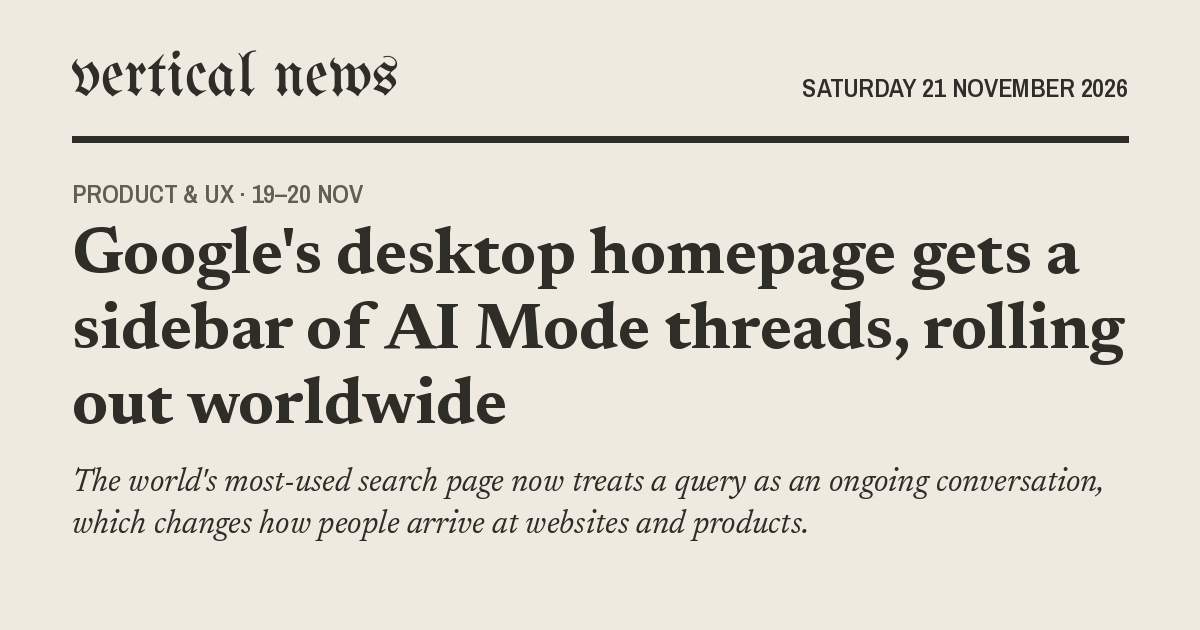 vertical news
SATURDAY 21 NOVEMBER 2026
PRODUCT & UX · 19–20 NOV
Google's desktop homepage gets a
sidebar of AI Mode threads, rolling
out worldwide
The world's most-used search page now treats a query as an ongoing conversation,
which changes how people arrive at websites and products.